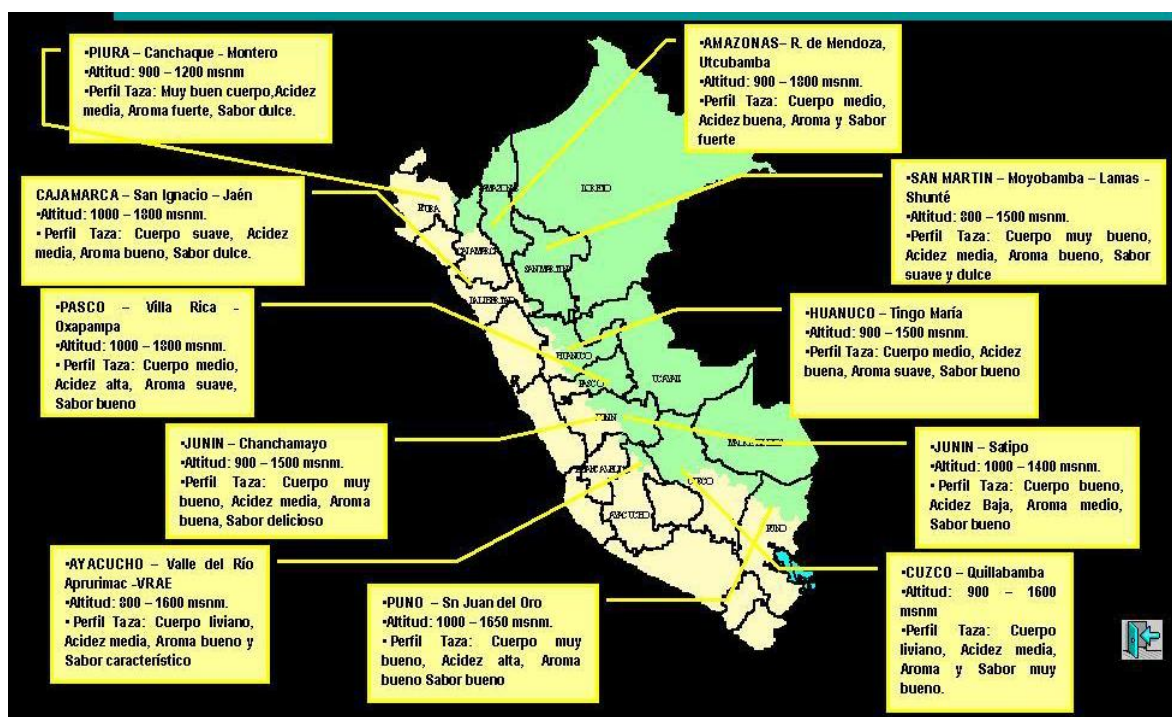 •PIURA – Canchaque - Montero
•Altitud: 900 – 1200 msnm
•Perfil Taza: Muy buen cuerpo,Acidez
media, Aroma fuerte, Sabor dulce.
•AMAZONAS– R. de Mendoza,
Utcubamba
•Altitud: 900 – 1800 msnm.
•Perfil Taza: Cuerpo medio,
Acidez buena, Aroma y Sabor
fuerte
CAJAMARCA – San Ignacio – Jaén
•Altitud: 1000 – 1800 msnm.
• Perfil Taza: Cuerpo suave, Acidez
media, Aroma bueno, Sabor dulce.
•SAN MARTIN – Moyobamba – Lamas -
Shunté
•Altitud: 800 – 1500 msnm.
•Perfil Taza: Cuerpo muy bueno,
Acidez media, Aroma bueno, Sabor
suave y dulce
•PASCO – Villa Rica -
Oxapampa
•Altitud: 1000 – 1800 msnm.
• Perfil Taza: Cuerpo medio,
Acidez alta, Aroma suave,
Sabor bueno
•HUANUCO – Tingo María
•Altitud: 900 – 1500 msnm.
•Perfil Taza: Cuerpo medio, Acidez
buena, Aroma suave, Sabor bueno
•JUNIN – Chanchamayo
•Altitud: 900 – 1500 msnm.
•Perfil Taza: Cuerpo muy
bueno, Acidez media, Aroma
buena, Sabor delicioso
•JUNIN – Satipo
•Altitud: 1000 – 1400 msnm.
• Perfil Taza: Cuerpo bueno,
Acidez Baja, Aroma medio,
Sabor bueno
•AYACUCHO – Valle del Río
Aprurimac -VRAE
•Altitud: 800 – 1600 msnm.
• Perfil Taza: Cuerpo liviano,
Acidez media, Aroma bueno y
Sabor característico
•PUNO – Sn Juan del Oro
•Altitud: 1000 – 1650 msnm.
• Perfil Taza: Cuerpo muy
bueno, Acidez alta, Aroma
bueno Sabor bueno
•CUZCO – Quillabamba
•Altitud: 900 – 1600
msnm
•Perfil Taza: Cuerpo
liviano, Acidez media,
Aroma y Sabor muy
bueno.
AMAZONAS
LORETO
PIURA
CAJAMARCA
SAN MARTIN
LA LIBERTAD
HUANUCO
PASCO
UCAYALI
JUNIN
CUSCO
AYACUCHO
PUNO